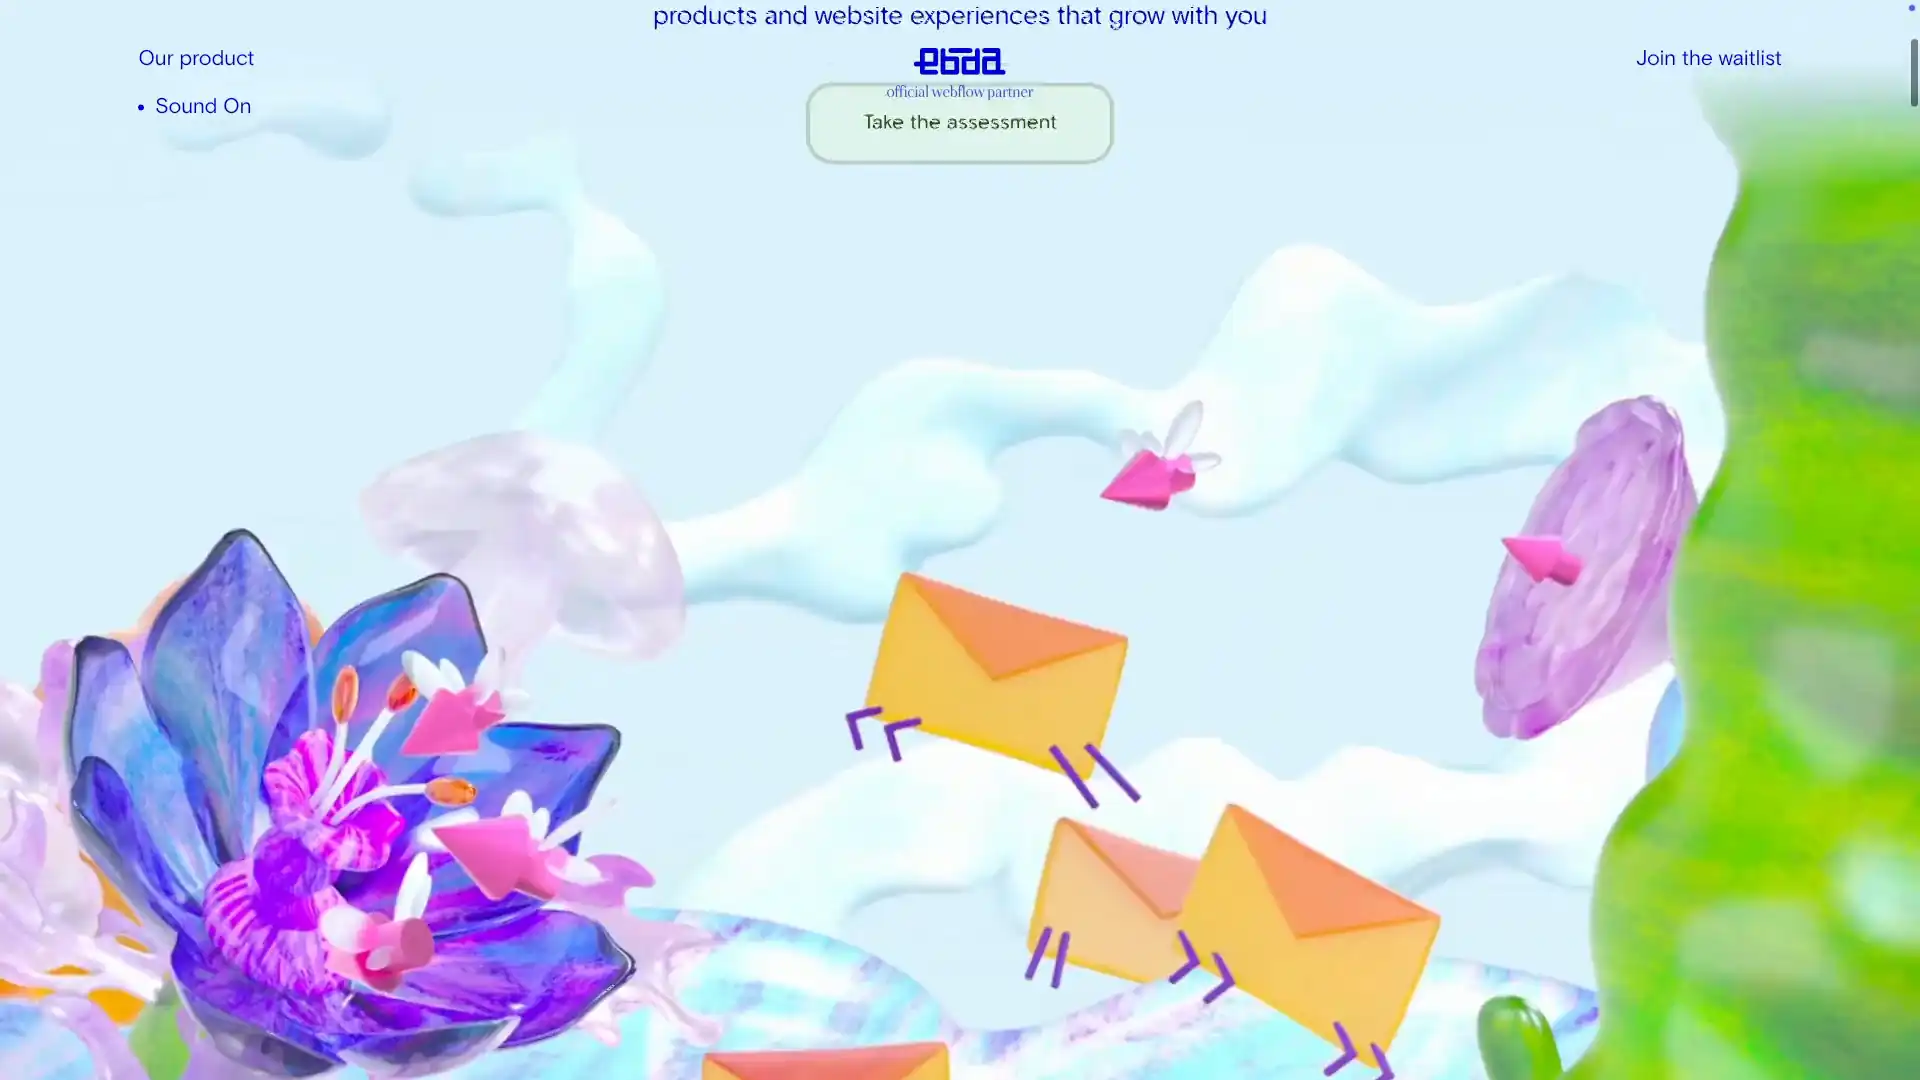 products and website experiences that grow with you
Our product
ebda
Join the waitlist
official webflow partner
Sound On
Take the assessment